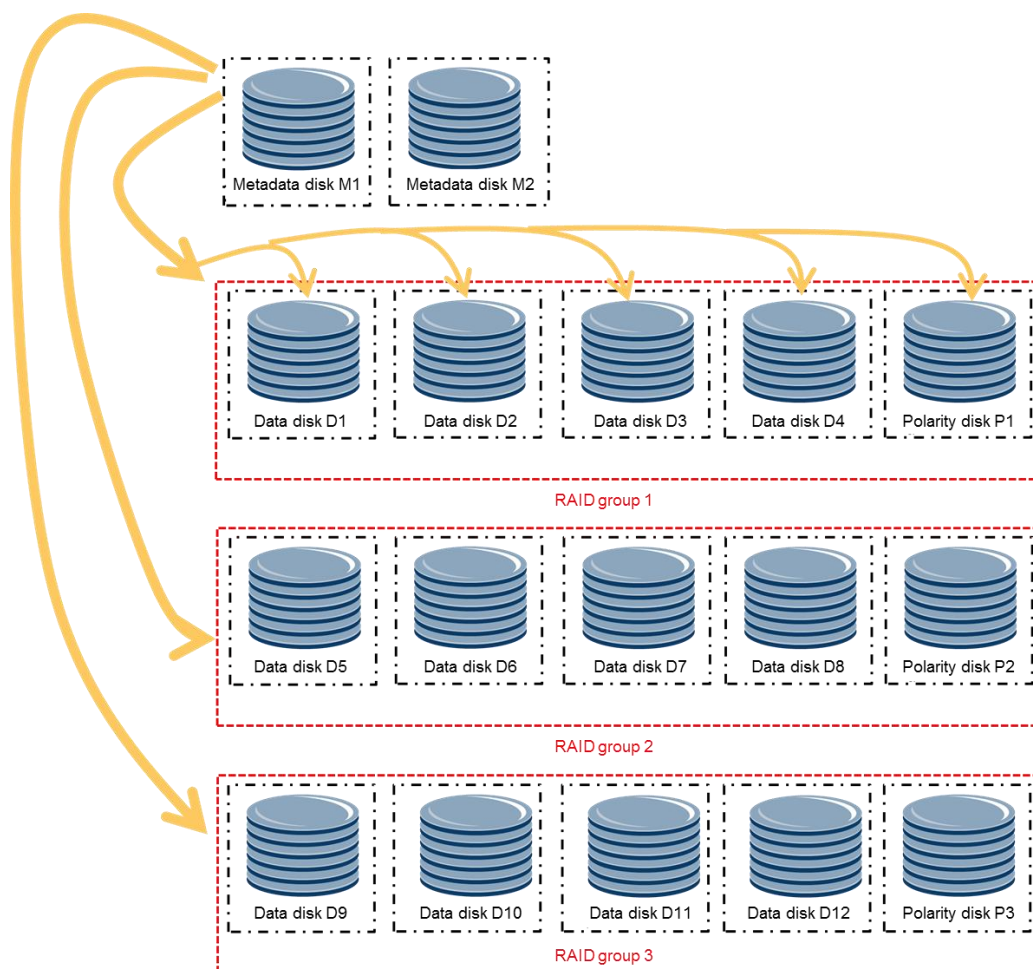 Metadata disk M1
Metadata disk M2
Data disk D1
Data disk D2
Data disk D3
Data disk D4
Polarity disk P1
RAID group 1
Data disk D5
Data disk D6
Data disk D7
Data disk D8
Polarity disk P2
RAID group 2
Data disk D9
Data disk D10
Data disk D11
Data disk D12
Polarity disk P3
RAID group 3